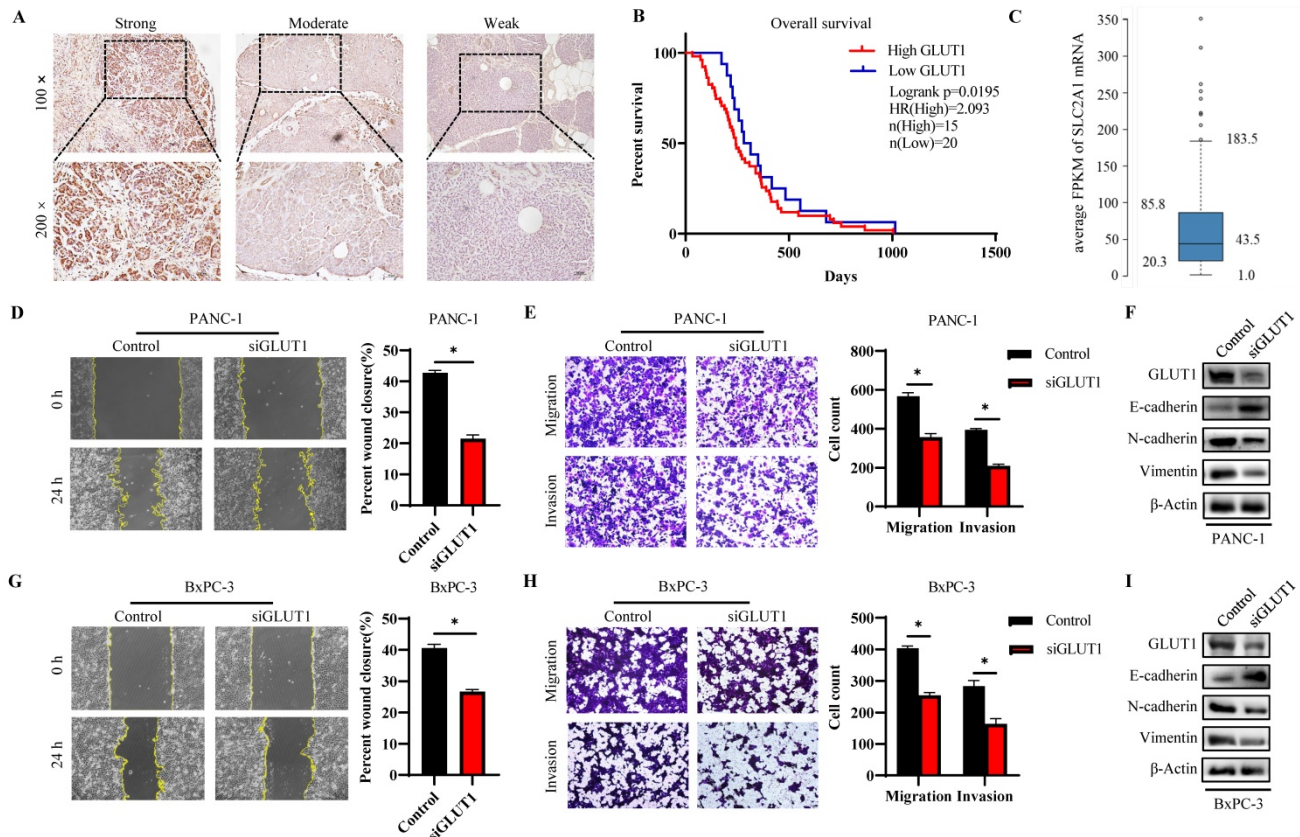 A
Strong
Moderate
Weak
100 ×
200 ×
B
Overall survival
High GLUT1
Low GLUT1
Logrank p=0.0195
HR(High)=2.093
n(High)=15
n(Low)=20
Percent survival
100
50
0
0
500
1000
1500
Days
C
average FPKM of SLC2A1 mRNA
350
300
250
200
150
100
50
0
183.5
85.8
43.5
20.3
1.0
D
PANC-1
Control
siGLUT1
0 h
24 h
PANC-1
Percent wound closure(%)
50
40
30
20
10
0
*
Control
siGLUT1
E
PANC-1
Control
siGLUT1
Migration
Invasion
PANC-1
Cell count
800
600
400
200
0
*
*
Control
siGLUT1
Migration
Invasion
F
Control
siGLUT1
GLUT1
E-cadherin
N-cadherin
Vimentin
β-Actin
PANC-1
G
BxPC-3
Control
siGLUT1
0 h
24 h
BxPC-3
Percent wound closure(%)
50
40
30
20
10
0
*
Control
siGLUT1
H
BxPC-3
Control
siGLUT1
Migration
Invasion
BxPC-3
Cell count
500
400
300
200
100
0
*
*
Control
siGLUT1
Migration
Invasion
I
Control
siGLUT1
GLUT1
E-cadherin
N-cadherin
Vimentin
β-Actin
BxPC-3